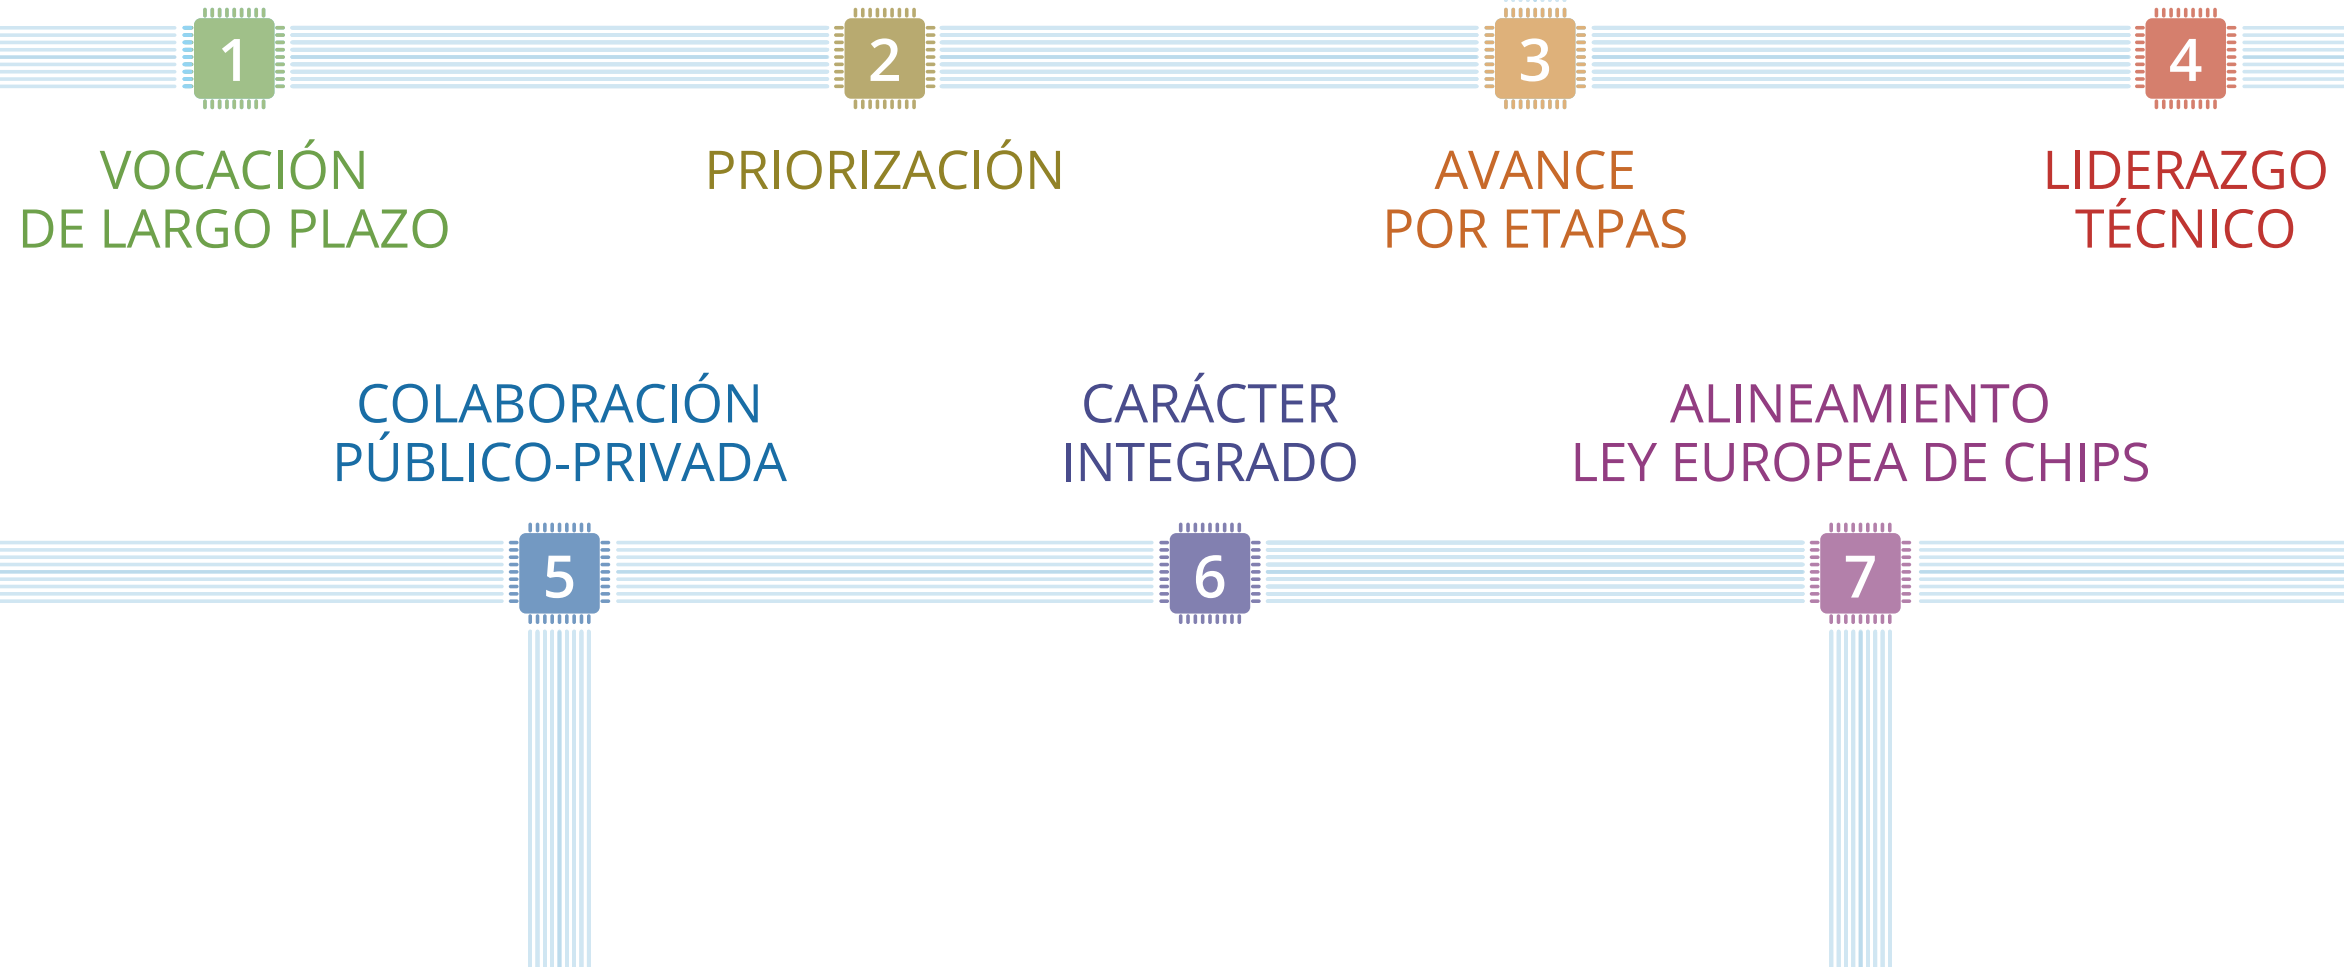 1
2
3
4
VOCACIÓN
DE LARGO PLAZO
PRIORIZACIÓN
AVANCE
POR ETAPAS
LIDERAZGO
TÉCNICO
COLABORACIÓN
PÚBLICO-PRIVADA
CARÁCTER
INTEGRADO
ALINEAMIENTO
LEY EUROPEA DE CHIPS
5
6
7